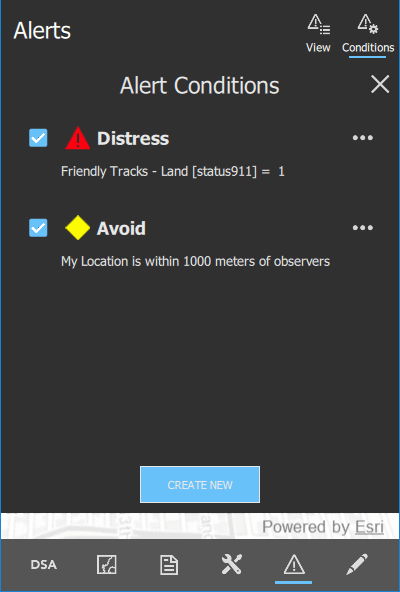 Alerts
View
Conditions
Alert Conditions
Distress
Friendly Tracks - Land [status911] = 1
Avoid
My Location is within 1000 meters of observers
CREATE NEW
Powered by Esri
DSA